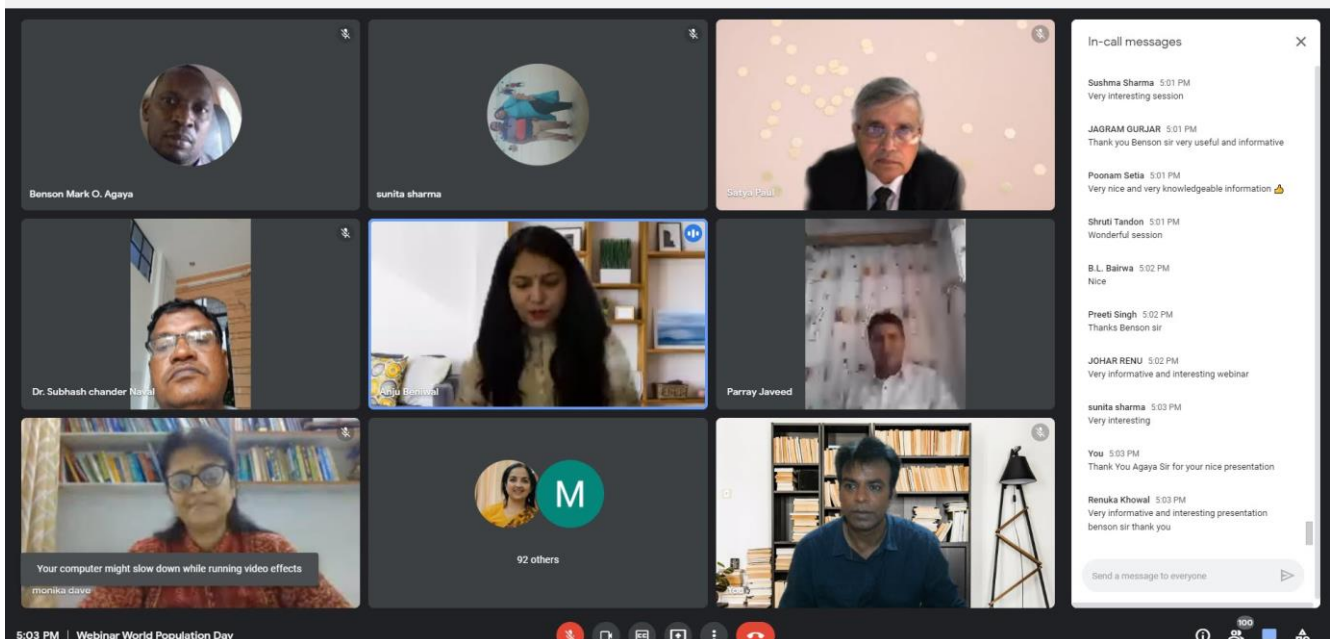 Benson Mark O. Agaya
sunita sharma
Satya Paul
Dr. Subhash chander Nawal
Anju Beniwal
Parray Javeed
Your computer might slow down while running video effects
monika dave
M
92 others
You
In-call messages
Sushma Sharma 5:01 PM
Very interesting session
JAGRAM GURJAR 5:01 PM
Thank you Benson sir very useful and informative
Poonam Setia 5:01 PM
Very nice and very knowledgeable information 👍
Shruti Tandon 5:01 PM
Wonderful session
B.L. Bairwa 5:02 PM
Nice
Preeti Singh 5:02 PM
Thanks Benson sir
JOHAR RENU 5:02 PM
Very informative and interesting webinar
sunita sharma 5:03 PM
Very interesting
You 5:03 PM
Thank You Agaya Sir for your nice presentation
Renuka Khowal 5:03 PM
Very informative and interesting presentation
benson sir thank you
Send a message to everyone
5:03 PM | Webinar World Population Day
100